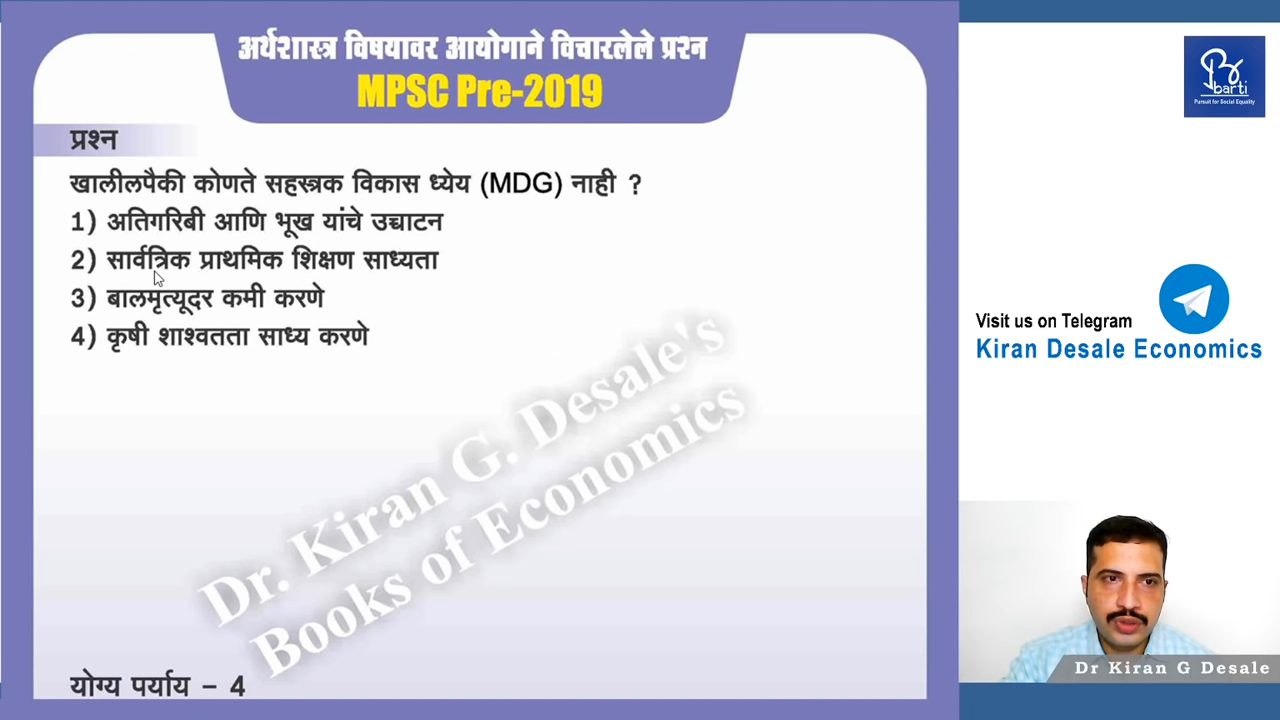 अर्थशास्त्र विषयावर आयोगाने विचारलेले प्रश्न
MPSC Pre-2019
प्रश्न
खालीलपैकी कोणते सहस्त्रक विकास ध्येय (MDG) नाही ?
1) अतिगरिबी आणि भूख यांचे उच्चाटन
2) सार्वत्रिक प्राथमिक शिक्षण साध्यता
3) बालमृत्यूदर कमी करणे
4) कृषी शाश्वतता साध्य करणे
Dr. Kiran G. Desale's
Books of Economics
योग्य पर्याय - 4
barti
Pursuit for Social Equality
Visit us on Telegram
Kiran Desale Economics
Dr Kiran G Desale